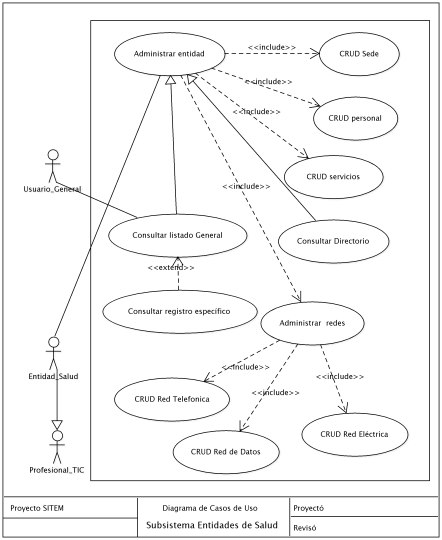 Administrar entidad
<<include>>
CRUD Sede
<<include>>
CRUD personal
<<include>>
CRUD servicios
<<include>>
Usuario_General
Consultar listado General
Consultar Directorio
<<extend>>
Consultar registro específico
Administrar redes
Entidad_Salud
<<include>>
<<include>>
<<include>>
CRUD Red Telefonica
CRUD Red Eléctrica
CRUD Red de Datos
Profesional_TIC
Proyecto SITEM
Diagrama de Casos de Uso
Proyectó
Subsistema Entidades de Salud
Revisó